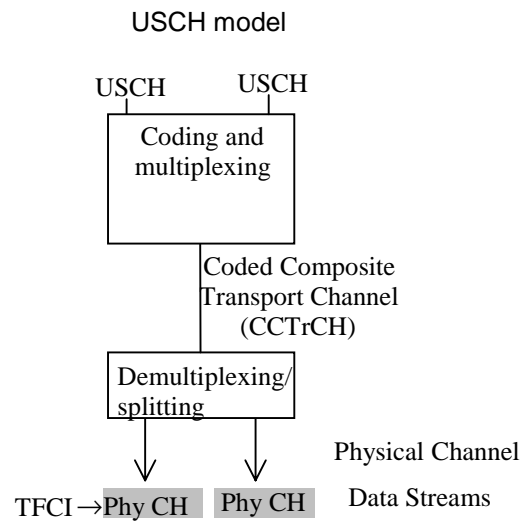 USCH model
USCH USCH
Coding and
multiplexing
Coded Composite
Transport Channel
(CCTrCH)
Demultiplexing/
splitting
Physical Channel
Data Streams
TFCI → Phy CH Phy CH